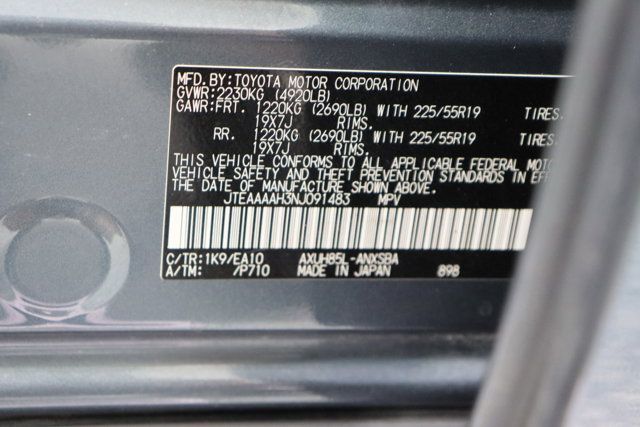 MFD. BY: TOYOTA MOTOR CORPORATION
GVWR: 2230KG (4920LB)
GAWR: FRT. 1220KG (2690LB) WITH 225/55R19 TIRES.
19X7J RIMS.
RR. 1220KG (2690LB) WITH 225/55R19 TIRES.
19X7J RIMS.
THIS VEHICLE CONFORMS TO ALL APPLICABLE FEDERAL
VEHICLE SAFETY AND THEFT PREVENTION STANDARDS IN
THE DATE OF MANUFACTURE SHOWN ABOVE.
JTEAAAAH3NJ091483 MPV
C/TR: 1K9/EA10 AXUH85L-ANXSBA
A/TM: /P710 MADE IN JAPAN 898